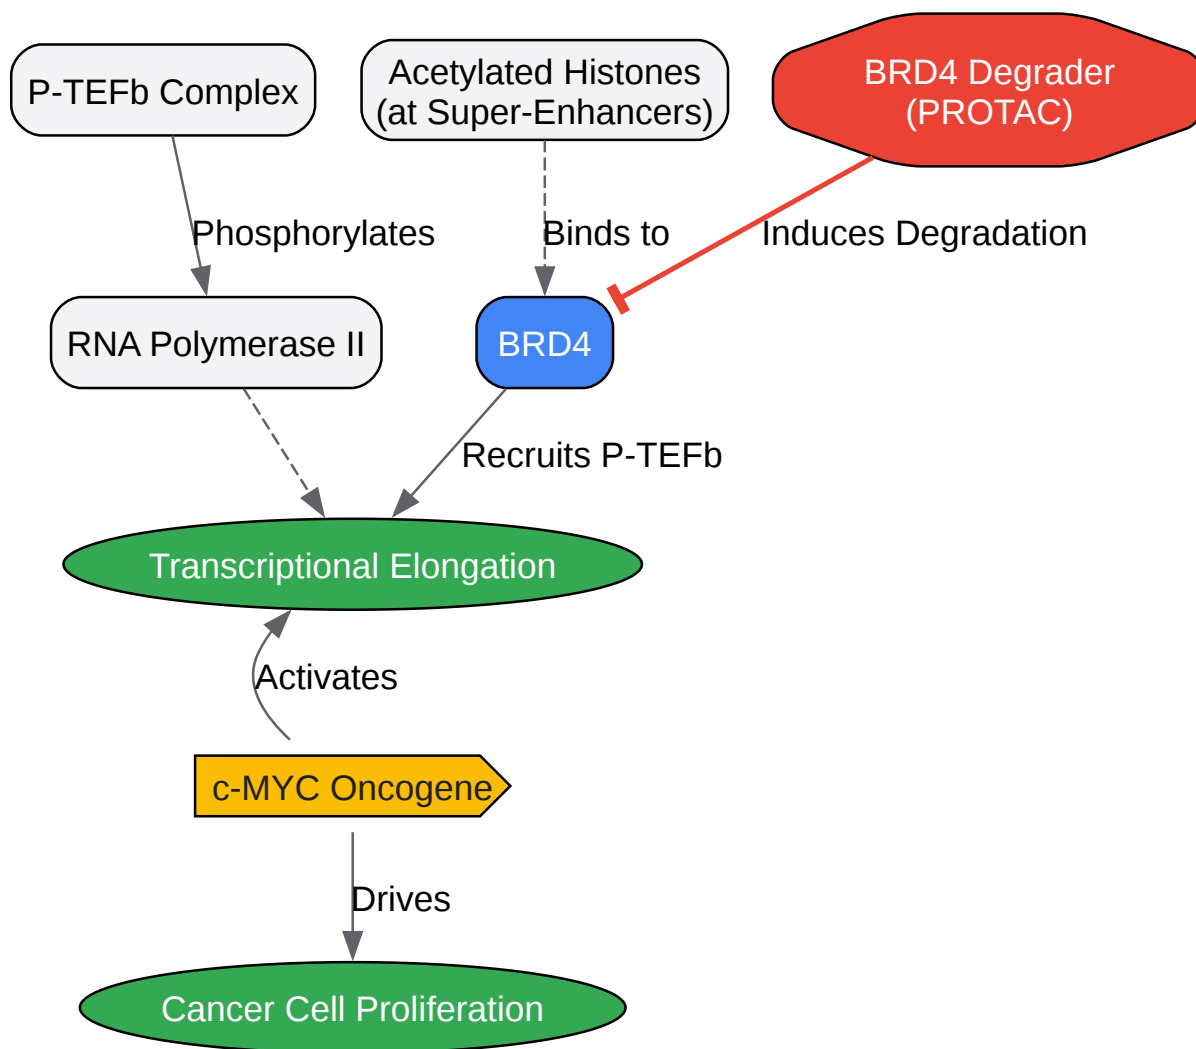 P-TEFb Complex
Acetylated Histones
(at Super-Enhancers)
BRD4 Degrader
(PROTAC)
Phosphorylates
Binds to
Induces Degradation
RNA Polymerase II
BRD4
Recruits P-TEFb
Transcriptional Elongation
Activates
c-MYC Oncogene
Drives
Cancer Cell Proliferation